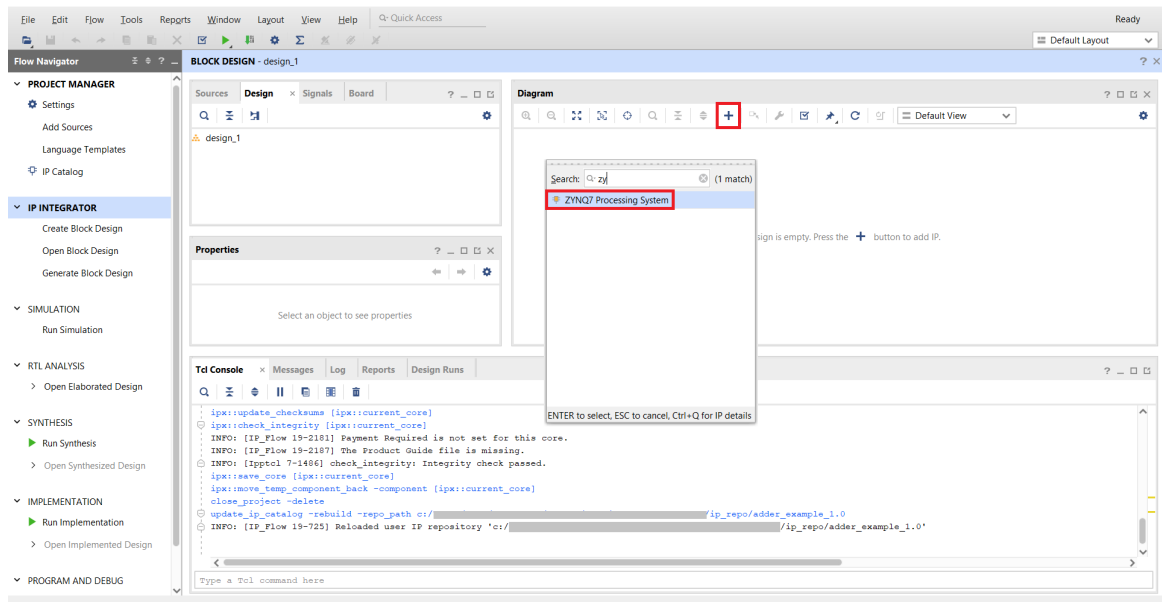 File Edit Flow Tools Reports Window Layout View Help Quick Access Ready
Default Layout
Flow Navigator
PROJECT MANAGER
Settings
Add Sources
Language Templates
IP Catalog
IP INTEGRATOR
Create Block Design
Open Block Design
Generate Block Design
SIMULATION
Run Simulation
RTL ANALYSIS
Open Elaborated Design
SYNTHESIS
Run Synthesis
Open Synthesized Design
IMPLEMENTATION
Run Implementation
Open Implemented Design
PROGRAM AND DEBUG
BLOCK DESIGN - design_1
Sources Design Signals Board
design_1
Properties
Select an object to see properties
Diagram
Default View
Search: zy (1 match)
ZYNQ7 Processing System
sign is empty. Press the + button to add IP.
ENTER to select, ESC to cancel, Ctrl+Q for IP details
Tcl Console Messages Log Reports Design Runs
ipx::update_checksums [ipx::current_core]
ipx::check_integrity [ipx::current_core]
INFO: [IP_Flow 19-2181] Payment Required is not set for this core.
INFO: [IP_Flow 19-2187] The Product Guide file is missing.
INFO: [Ipptcl 7-1486] check_integrity: Integrity check passed.
ipx::save_core [ipx::current_core]
ipx::move_temp_component_back -component [ipx::current_core]
close_project -delete
update_ip_catalog -rebuild -repo_path c:/ /ip_repo/adder_example_1.0
INFO: [IP_Flow 19-725] Reloaded user IP repository 'c:/ /ip_repo/adder_example_1.0'
Type a Tcl command here